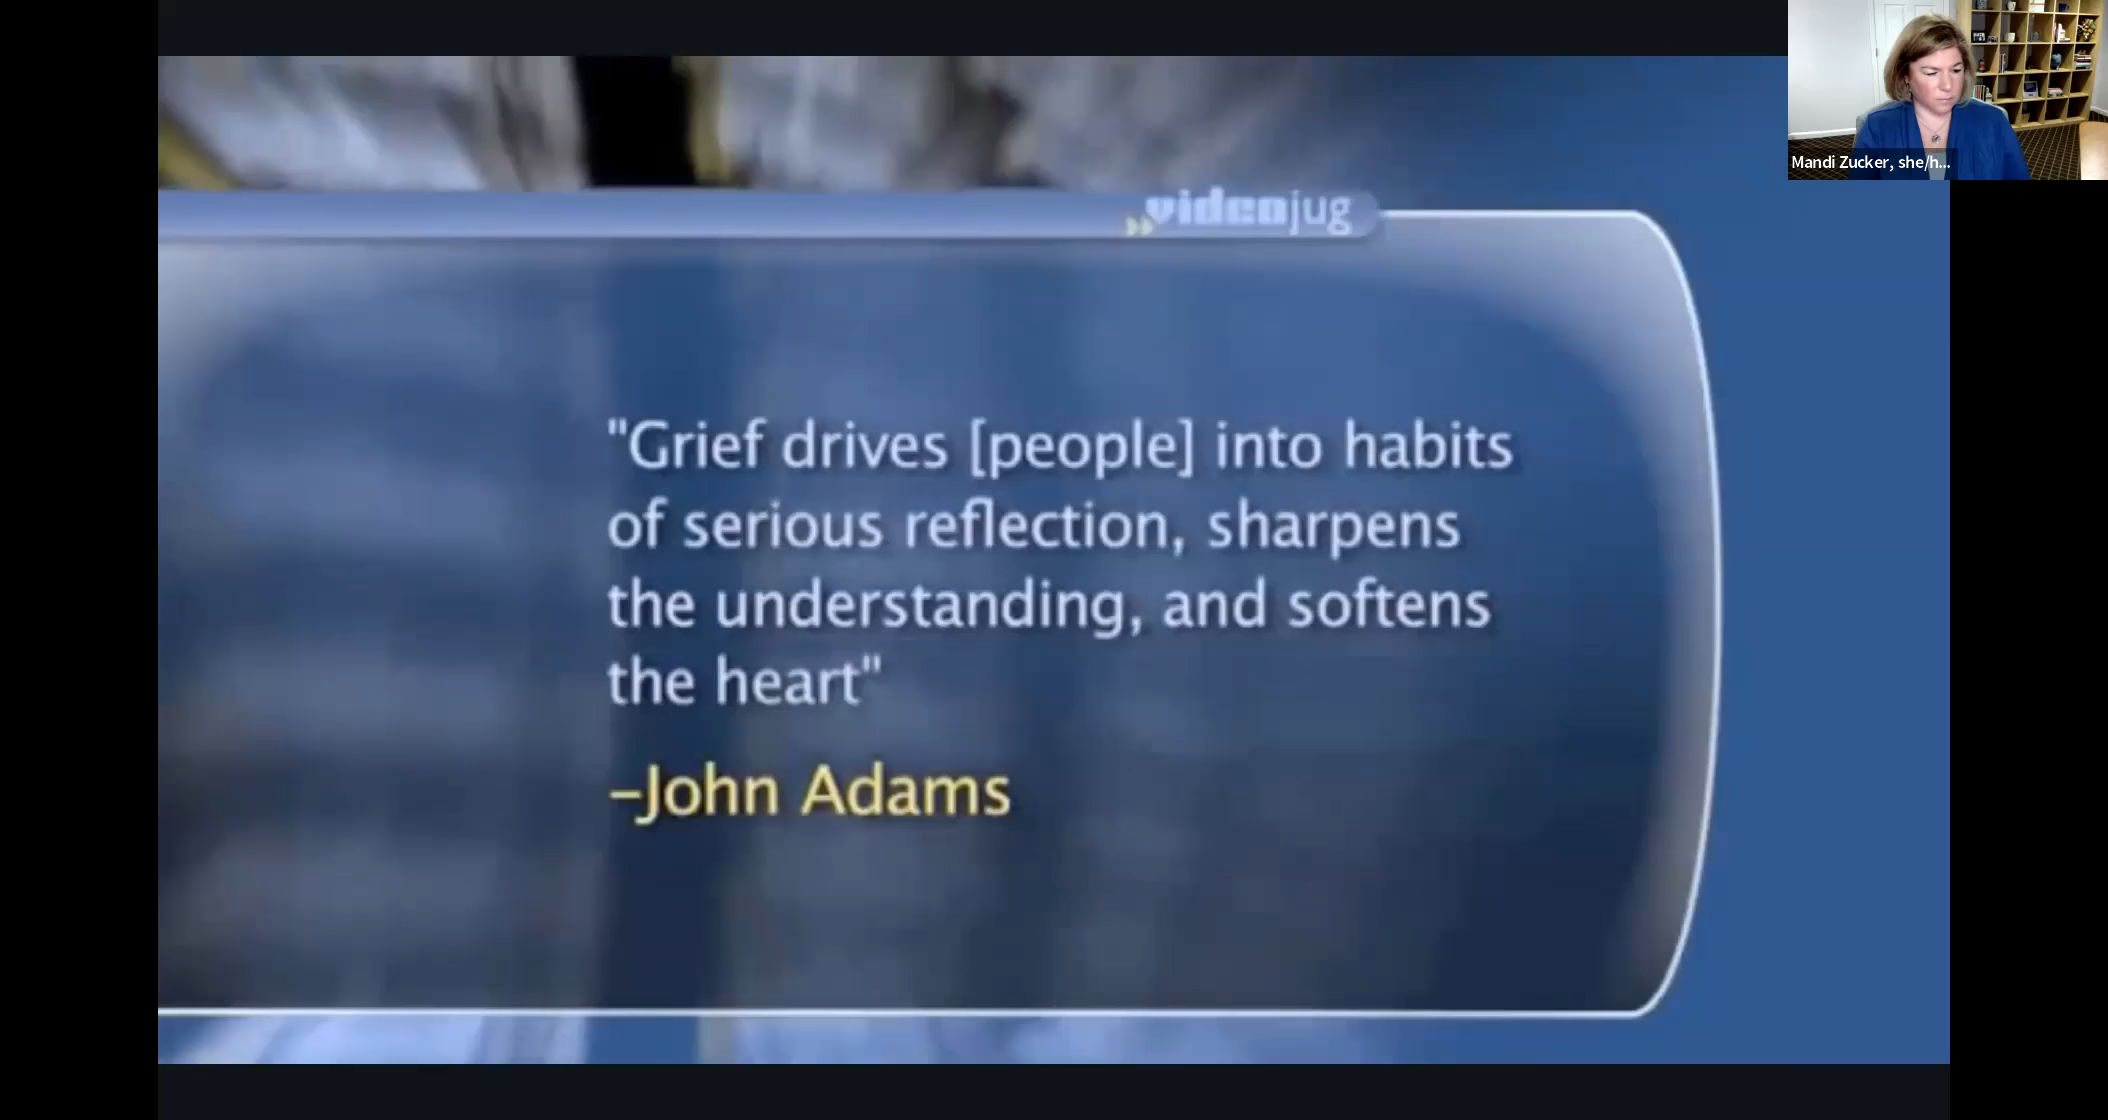 Mandi Zucker, she/h...
videojug
"Grief drives [people] into habits
of serious reflection, sharpens
the understanding, and softens
the heart"
–John Adams